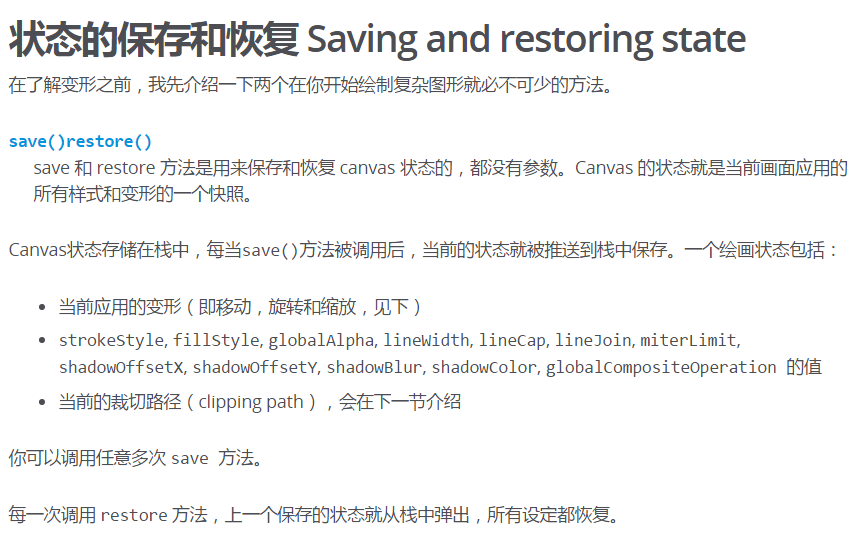 状态的保存和恢复 Saving and restoring state
在了解变形之前，我先介绍一下两个在你开始绘制复杂图形就必不可少的方法。
save()restore()
save 和 restore 方法是用来保存和恢复 canvas 状态的，都没有参数。Canvas 的状态就是当前画面应用的
所有样式和变形的一个快照。
Canvas状态存储在栈中，每当save()方法被调用后，当前的状态就被推送到栈中保存。一个绘画状态包括：
• 当前应用的变形（即移动，旋转和缩放，见下）
• strokeStyle, fillStyle, globalAlpha, lineWidth, lineCap, lineJoin, miterLimit,
shadowOffsetX, shadowOffsetY, shadowBlur, shadowColor, globalCompositeOperation 的值
• 当前的裁切路径（clipping path），会在下一节介绍
你可以调用任意多次 save 方法。
每一次调用 restore 方法，上一个保存的状态就从栈中弹出，所有设定都恢复。